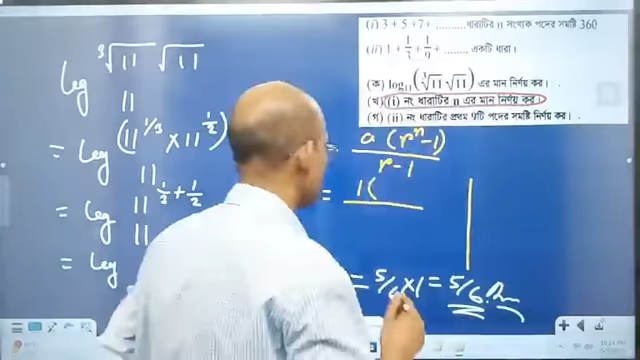 (i) 3 + 5 + 7 + ......... ধারাটির n সংখ্যক পদের সমষ্টি 360
(ii) 1 + 1/3 + 1/9 + ........ একটি ধারা।
(ক) log₁₁(∛11 √11) এর মান নির্ণয় কর।
(খ) (i) নং ধারাটির n এর মান নির্ণয় কর।
(গ) (ii) নং ধারাটির প্রথম 9টি পদের সমষ্টি নির্ণয় কর।
log ∛11 √11
11
= log (11^1/3 × 11^1/2)
11
= log 11^1/3 + 1/2
11
= log
= 5/6 × 1 = 5/6
= a (rⁿ-1)
r - 1
= 1(